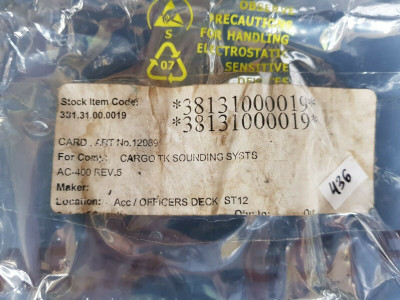 OBSERVE
PRECAUTIONS
FOR HANDLING
ELECTROSTATIC
SENSITIVE
S
07
Stock Item Code:
381.31.00.0019
*38131000019*
*38131000019*
CARD , ART No.12089
For Comp: CARGO TK SOUNDING SYSTS
AC-400 REV.5
Maker:
Location: Acc / OFFICERS DECK ST12
436